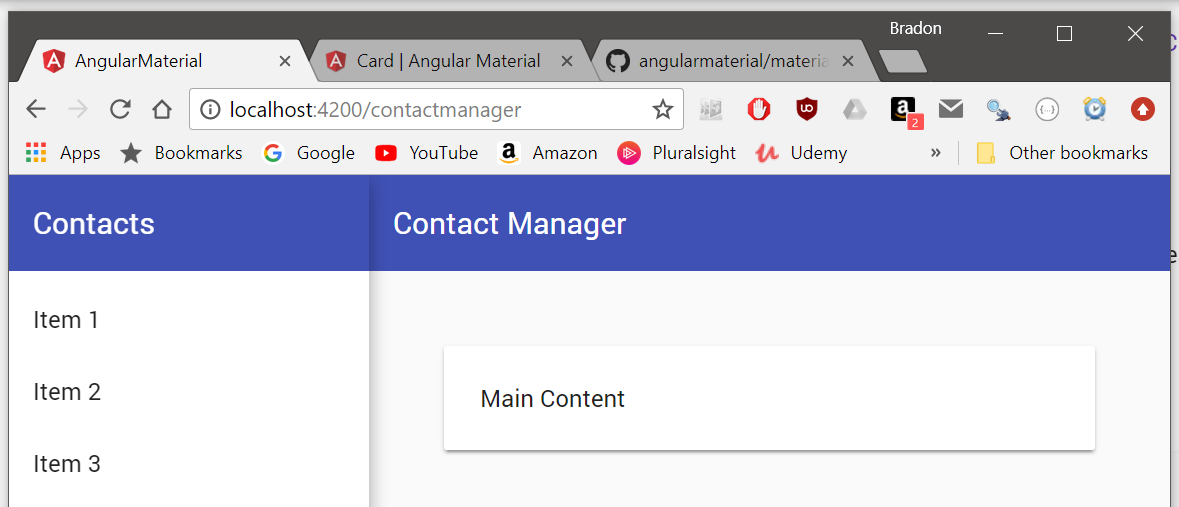 Bradon
AngularMaterial
Card | Angular Material
angularmaterial/materia
localhost:4200/contactmanager
2
Apps Bookmarks Google YouTube Amazon Pluralsight Udemy » Other bookmarks
Contacts
Contact Manager
Item 1
Item 2
Item 3
Main Content